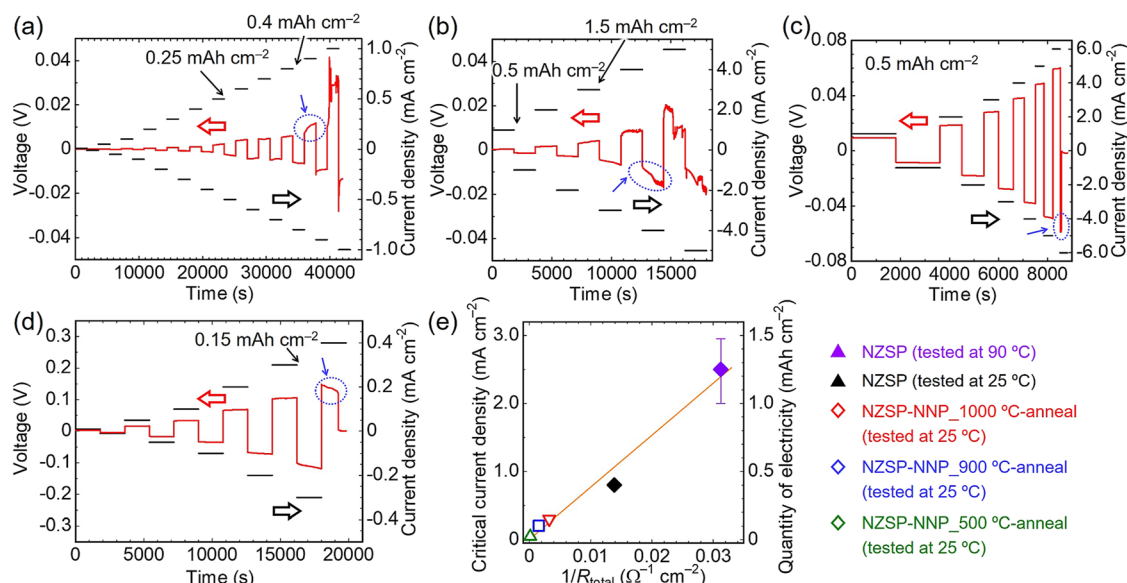 (a)
0.4 mAh cm⁻²
0.25 mAh cm⁻²
Voltage (V)
0.04
0.02
0
-0.02
-0.04
Current density (mA cm⁻²)
1.0
0.5
0
-0.5
-1.0
0 10000 20000 30000 40000
Time (s)
(b)
1.5 mAh cm⁻²
0.5 mAh cm⁻²
Voltage (V)
0.04
0.02
0
-0.02
-0.04
Current density (mA cm⁻²)
4.0
2.0
0
-2.0
-4.0
0 5000 10000 15000
Time (s)
(c)
0.5 mAh cm⁻²
Voltage (V)
0.08
0.04
0.00
-0.04
-0.08
Current density (mA cm⁻²)
6.0
4.0
2.0
0
-2.0
-4.0
-6.0
0 2000 4000 6000 8000
Time (s)
(d)
0.15 mAh cm⁻²
Voltage (V)
0.3
0.2
0.1
0
-0.1
-0.2
-0.3
Current density (mA cm⁻²)
0.4
0.2
0
-0.2
-0.4
0 5000 10000 15000 20000
Time (s)
(e)
Critical current density (mA cm⁻²)
3.0
2.0
1.0
0.0
Quantity of electricity (mAh cm⁻²)
1.5
1
0.5
0
0 0.01 0.02 0.03
1/Rtotal (Ω⁻¹ cm⁻²)
NZSP (tested at 90 ºC)
NZSP (tested at 25 ºC)
NZSP-NNP_1000 ºC-anneal
(tested at 25 ºC)
NZSP-NNP_900 ºC-anneal
(tested at 25 ºC)
NZSP-NNP_500 ºC-anneal
(tested at 25 ºC)